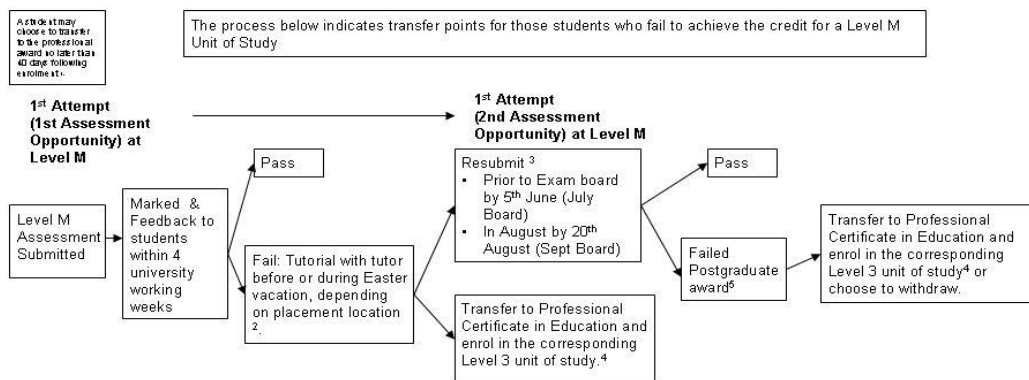 A student may
choose to transfer
to the professional
award no later than
40 days following
enrolment
The process below indicates transfer points for those students who fail to achieve the credit for a Level M
Unit of Study
1st Attempt
(1st Assessment
Opportunity) at
Level M
1st Attempt
(2nd Assessment
Opportunity) at Level M
Level M
Assessment
Submitted
Marked & 
Feedback to
students
within 4
university
working
weeks
Pass
Fail: Tutorial with tutor
before or during Easter
vacation, depending
on placement location
2.
Resubmit 3
▪ Prior to Exam board
by 5th June (July
Board)
▪ In August by 20th
August (Sept Board)
Transfer to Professional
Certificate in Education and
enrol in the corresponding
Level 3 unit of study.4
Pass
Failed
Postgraduate
award5
Transfer to Professional
Certificate in Education and
enrol in the corresponding
Level 3 unit of study4 or
choose to withdraw.